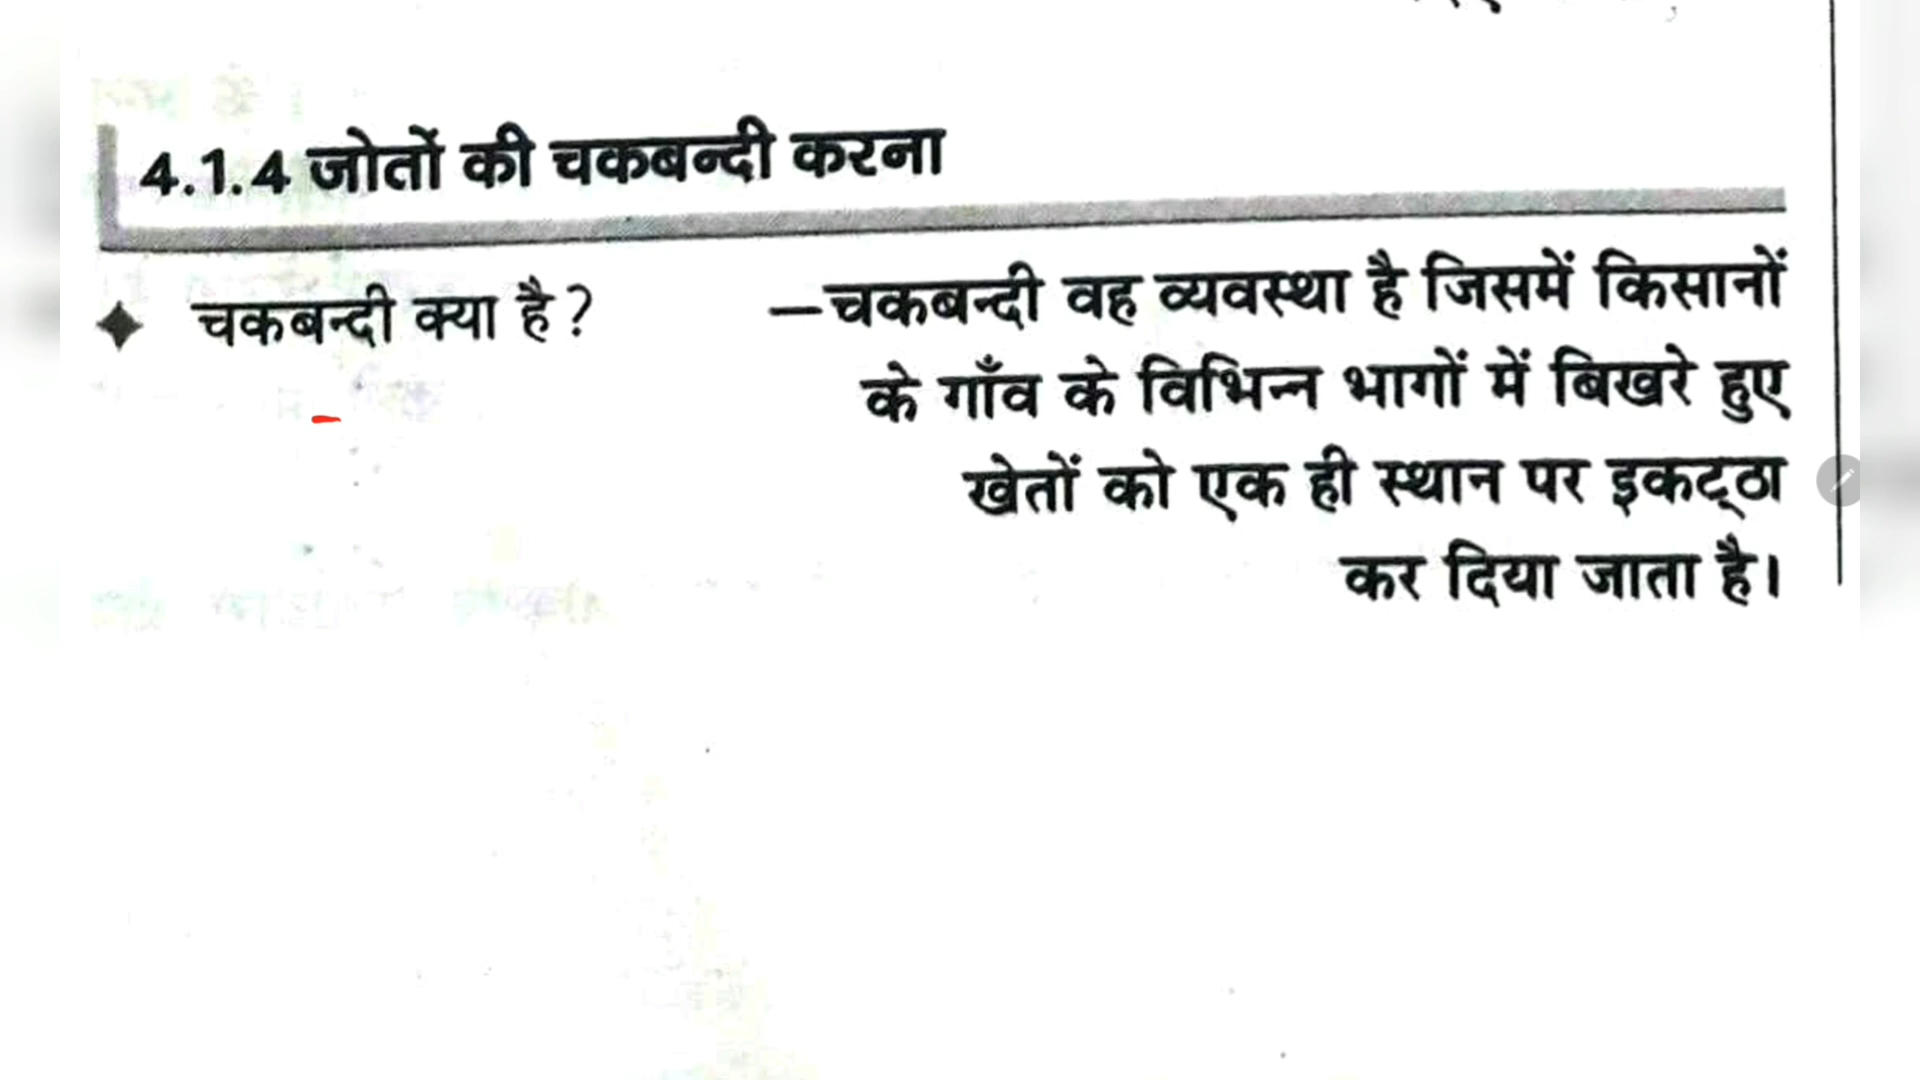 4.1.4 जोतों की चकबन्दी करना
चकबन्दी क्या है? —चकबन्दी वह व्यवस्था है जिसमें किसानों
के गाँव के विभिन्न भागों में बिखरे हुए
खेतों को एक ही स्थान पर इकट्ठा
कर दिया जाता है।